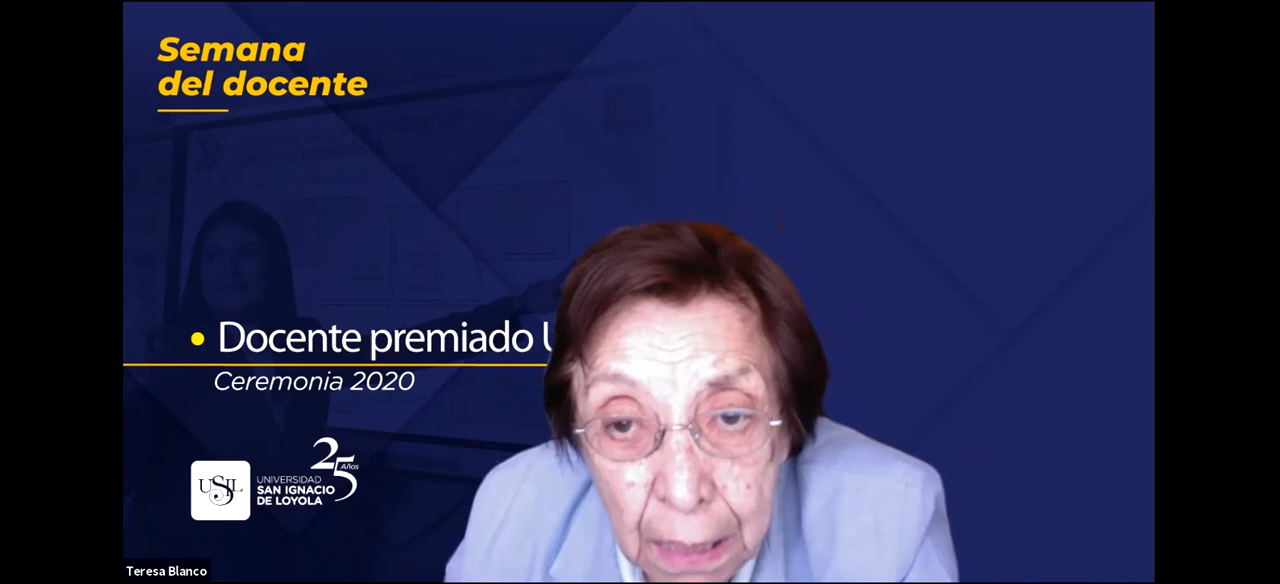 Semana
del docente
Docente premiado
Ceremonia 2020
25
Años
USIL
UNIVERSIDAD
SAN IGNACIO
DE LOYOLA
Teresa Blanco